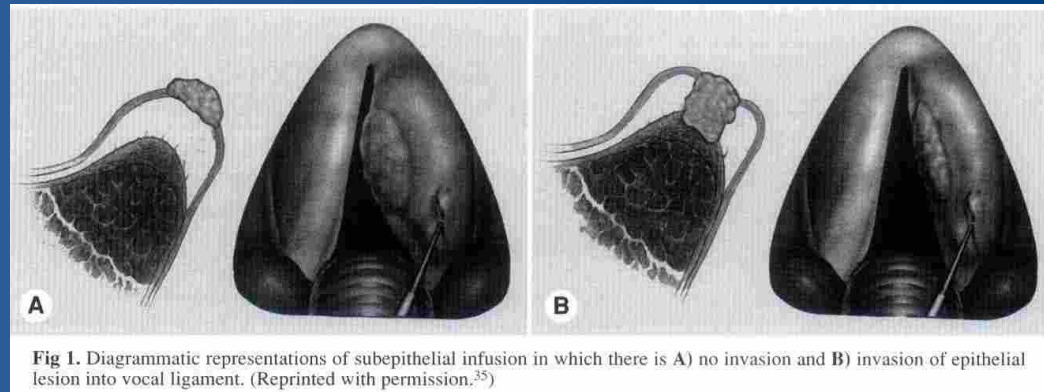 A
B
Fig 1. Diagrammatic representations of subepithelial infusion in which there is A) no invasion and B) invasion of epithelial
lesion into vocal ligament. (Reprinted with permission.35)